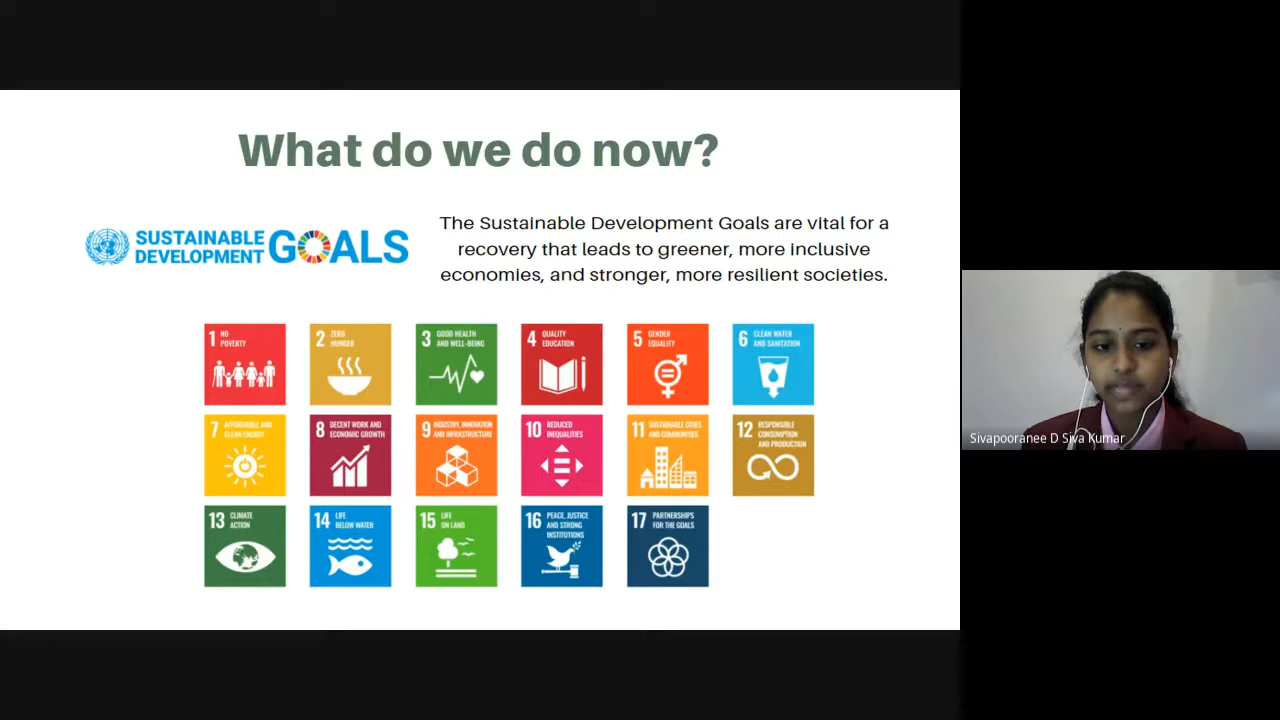 What do we do now?
SUSTAINABLE
DEVELOPMENT
GOALS
The Sustainable Development Goals are vital for a
recovery that leads to greener, more inclusive
economies, and stronger, more resilient societies.
1 NO
POVERTY
2 ZERO
HUNGER
3 GOOD HEALTH
AND WELL-BEING
4 QUALITY
EDUCATION
5 GENDER
EQUALITY
6 CLEAN WATER
AND SANITATION
7 AFFORDABLE AND
CLEAN ENERGY
8 DECENT WORK AND
ECONOMIC GROWTH
9 INDUSTRY, INNOVATION
AND INFRASTRUCTURE
10 REDUCED
INEQUALITIES
11 SUSTAINABLE CITIES
AND COMMUNITIES
12 RESPONSIBLE
CONSUMPTION
AND PRODUCTION
13 CLIMATE
ACTION
14 LIFE
BELOW WATER
15 LIFE
ON LAND
16 PEACE, JUSTICE
AND STRONG
INSTITUTIONS
17 PARTNERSHIPS
FOR THE GOALS
Sivapooranee D Siva Kumar